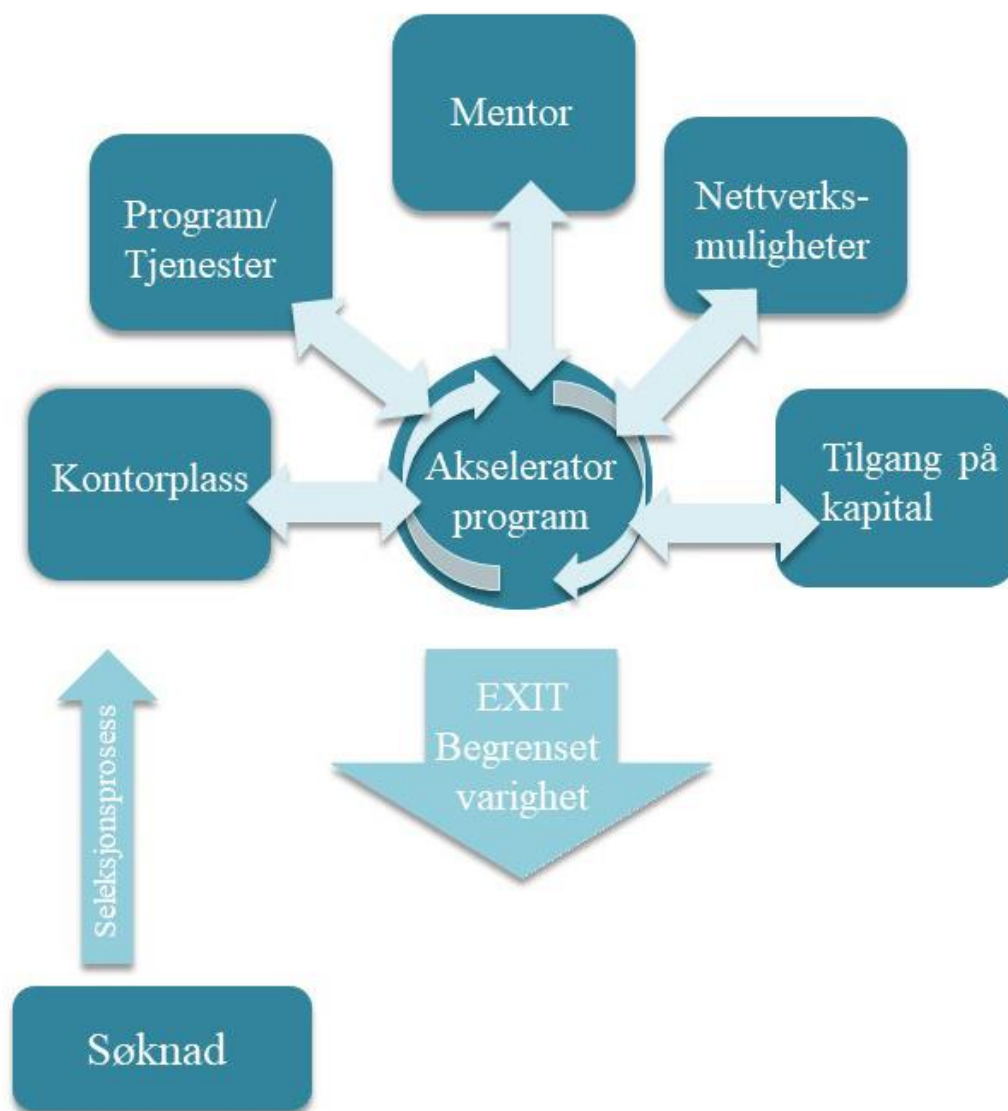 Mentor
Program/
Tjenester
Nettverks-
muligheter
Kontorplass
Akselerator
program
Tilgang på
kapital
EXIT
Begrenset
varighet
Seleksjonsprosess
Søknad